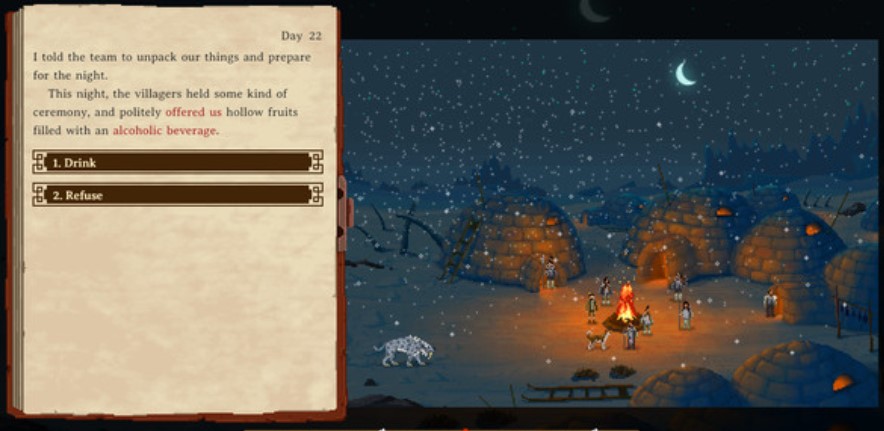 Day 22
I told the team to unpack our things and prepare
for the night.
This night, the villagers held some kind of
ceremony, and politely offered us hollow fruits
filled with an alcoholic beverage.
1. Drink
2. Refuse